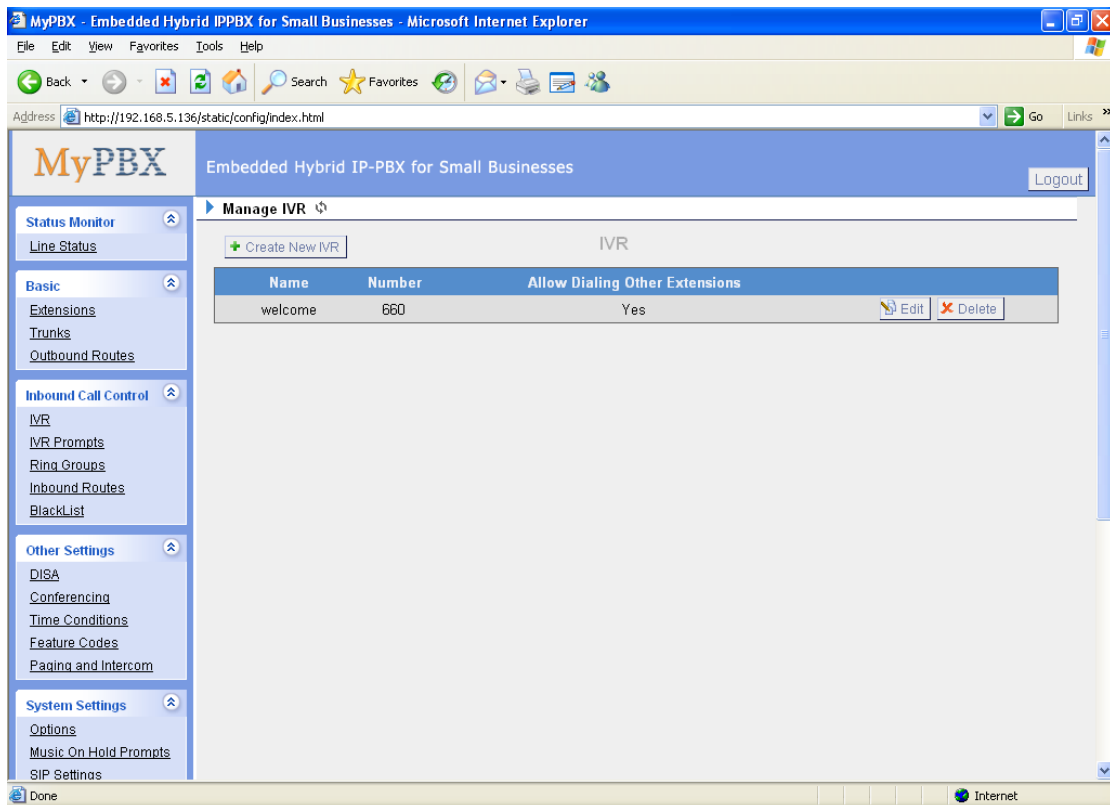 MyPBX - Embedded Hybrid IPPBX for Small Businesses - Microsoft Internet Explorer
File Edit View Favorites Tools Help
Back Search Favorites
Address http://192.168.5.136/static/config/index.html Go Links »
MyPBX
Embedded Hybrid IP-PBX for Small Businesses
Logout
Status Monitor
Line Status
Basic
Extensions
Trunks
Outbound Routes
Inbound Call Control
IVR
IVR Prompts
Ring Groups
Inbound Routes
BlackList
Other Settings
DISA
Conferencing
Time Conditions
Feature Codes
Paging and Intercom
System Settings
Options
Music On Hold Prompts
SIP Settings
Manage IVR
Create New IVR
IVR
Name Number Allow Dialing Other Extensions
welcome 660 Yes Edit Delete
Done Internet